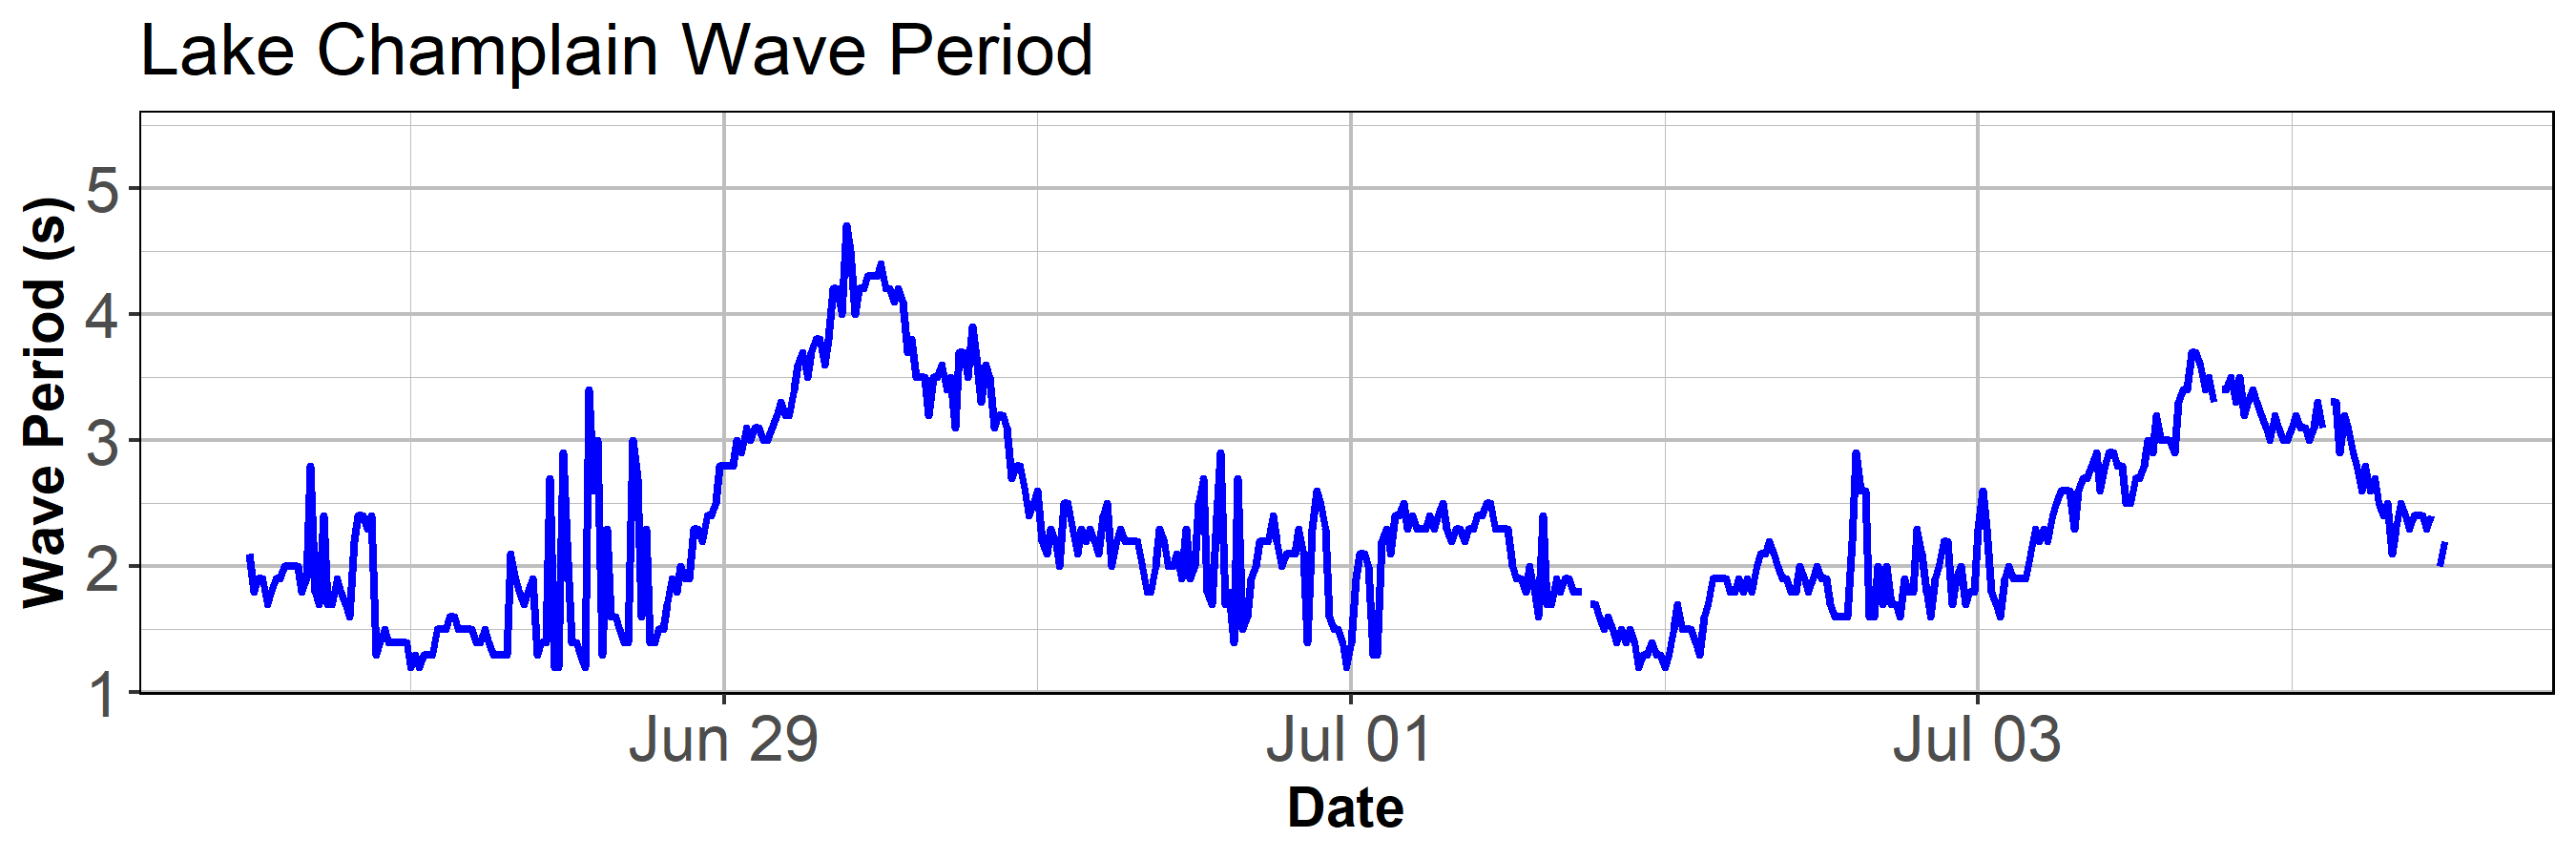 Lake Champlain Wave Period
Wave Period (s)
5
4
3
2
1
Jun 29
Jul 01
Jul 03
Date